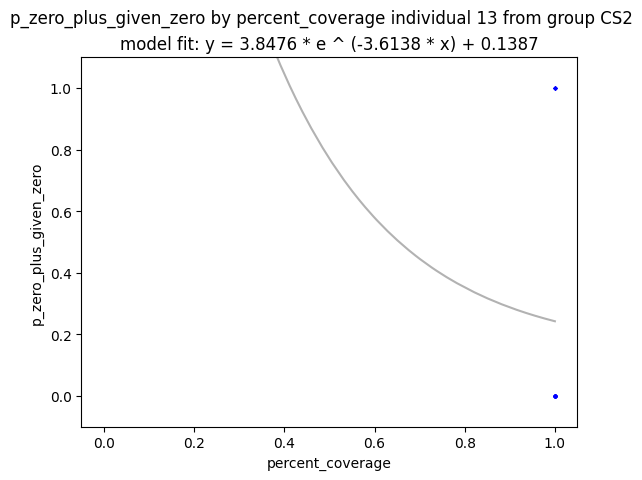 p_zero_plus_given_zero by percent_coverage individual 13 from group CS2
model fit: y = 3.8476 * e ^ (-3.6138 * x) + 0.1387
1.0
0.8
0.6
0.4
0.2
0.0
p_zero_plus_given_zero
0.0 0.2 0.4 0.6 0.8 1.0
percent_coverage